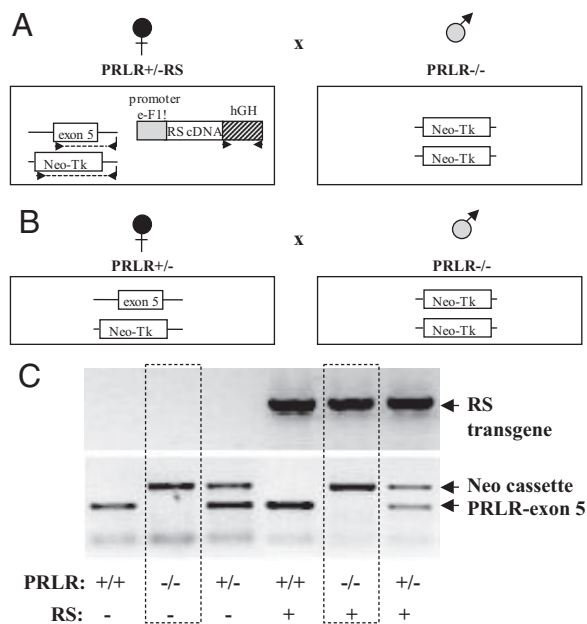 A
x
PRLR+/-RS
PRLR-/-
promoter
e-F1!
hGH
exon 5
RS cDNA
Neo-Tk
Neo-Tk
Neo-Tk
B
x
PRLR+/-
PRLR-/-
exon 5
Neo-Tk
Neo-Tk
Neo-Tk
C
RS
transgene
Neo cassette
PRLR-exon 5
PRLR: +/+ -/- +/- +/+ -/- +/-
RS: - - - + + +